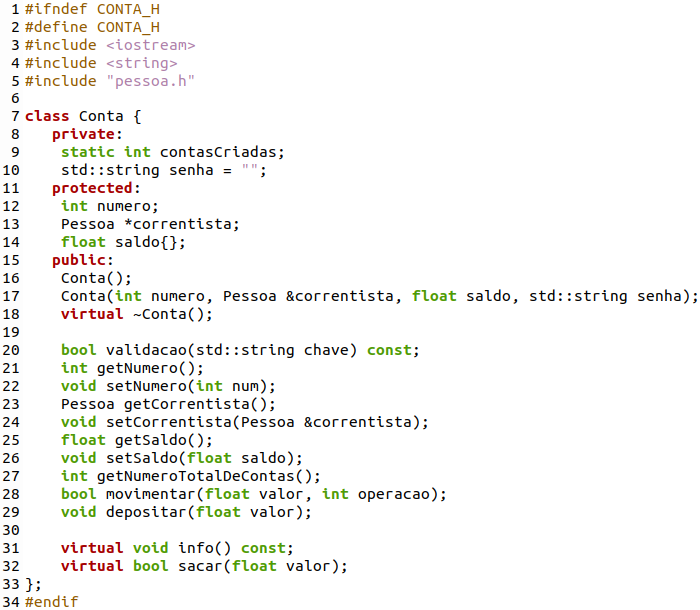 1 #ifndef CONTA_H
2 #define CONTA_H
3 #include <iostream>
4 #include <string>
5 #include "pessoa.h"
6
7 class Conta {
8    private:
9     static int contasCriadas;
10     std::string senha = "";
11    protected:
12     int numero;
13     Pessoa *correntista;
14     float saldo{};
15    public:
16     Conta();
17     Conta(int numero, Pessoa &correntista, float saldo, std::string senha);
18     virtual ~Conta();
19
20     bool validacao(std::string chave) const;
21     int getNumero();
22     void setNumero(int num);
23     Pessoa getCorrentista();
24     void setCorrentista(Pessoa &correntista);
25     float getSaldo();
26     void setSaldo(float saldo);
27     int getNumeroTotalDeContas();
28     bool movimentar(float valor, int operacao);
29     void depositar(float valor);
30
31     virtual void info() const;
32     virtual bool sacar(float valor);
33 };
34 #endif